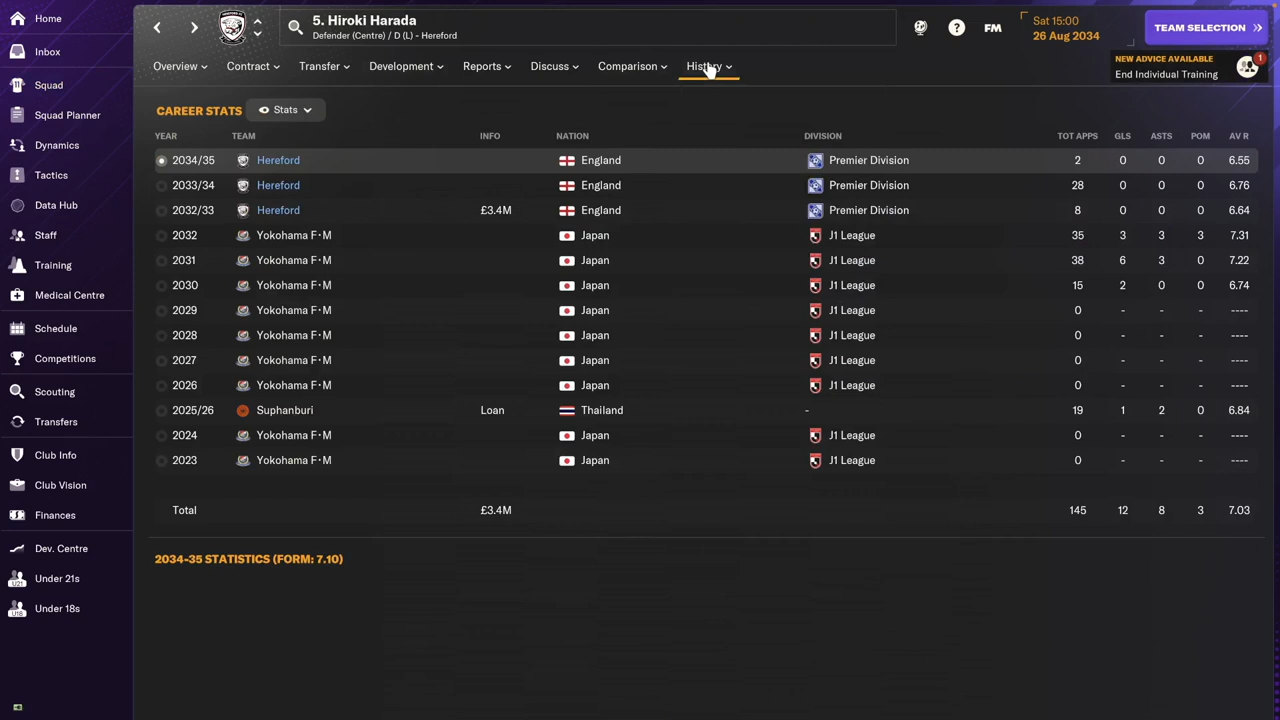 Home
5. Hiroki Harada
Defender (Centre) / D (L) - Hereford
FM
Sat 15:00
26 Aug 2034
TEAM SELECTION
Inbox
Squad
Squad Planner
Dynamics
Tactics
Data Hub
Staff
Training
Medical Centre
Schedule
Competitions
Scouting
Transfers
Club Info
Club Vision
Finances
Dev. Centre
Under 21s
Under 18s
Overview Contract Transfer Development Reports Discuss Comparison History
NEW ADVICE AVAILABLE 1
End Individual Training
CAREER STATS Stats
YEAR TEAM INFO NATION DIVISION TOT APPS GLS ASTS POM AV R
2034/35 Hereford England Premier Division 2 0 0 0 6.55
2033/34 Hereford England Premier Division 28 0 0 0 6.76
2032/33 Hereford £3.4M England Premier Division 8 0 0 0 6.64
2032 Yokohama F·M Japan J1 League 35 3 3 3 7.31
2031 Yokohama F·M Japan J1 League 38 6 3 0 7.22
2030 Yokohama F·M Japan J1 League 15 2 0 0 6.74
2029 Yokohama F·M Japan J1 League 0 - - - ----
2028 Yokohama F·M Japan J1 League 0 - - - ----
2027 Yokohama F·M Japan J1 League 0 - - - ----
2026 Yokohama F·M Japan J1 League 0 - - - ----
2025/26 Suphanburi Loan Thailand - 19 1 2 0 6.84
2024 Yokohama F·M Japan J1 League 0 - - - ----
2023 Yokohama F·M Japan J1 League 0 - - - ----
Total £3.4M 145 12 8 3 7.03
2034-35 STATISTICS (FORM: 7.10)